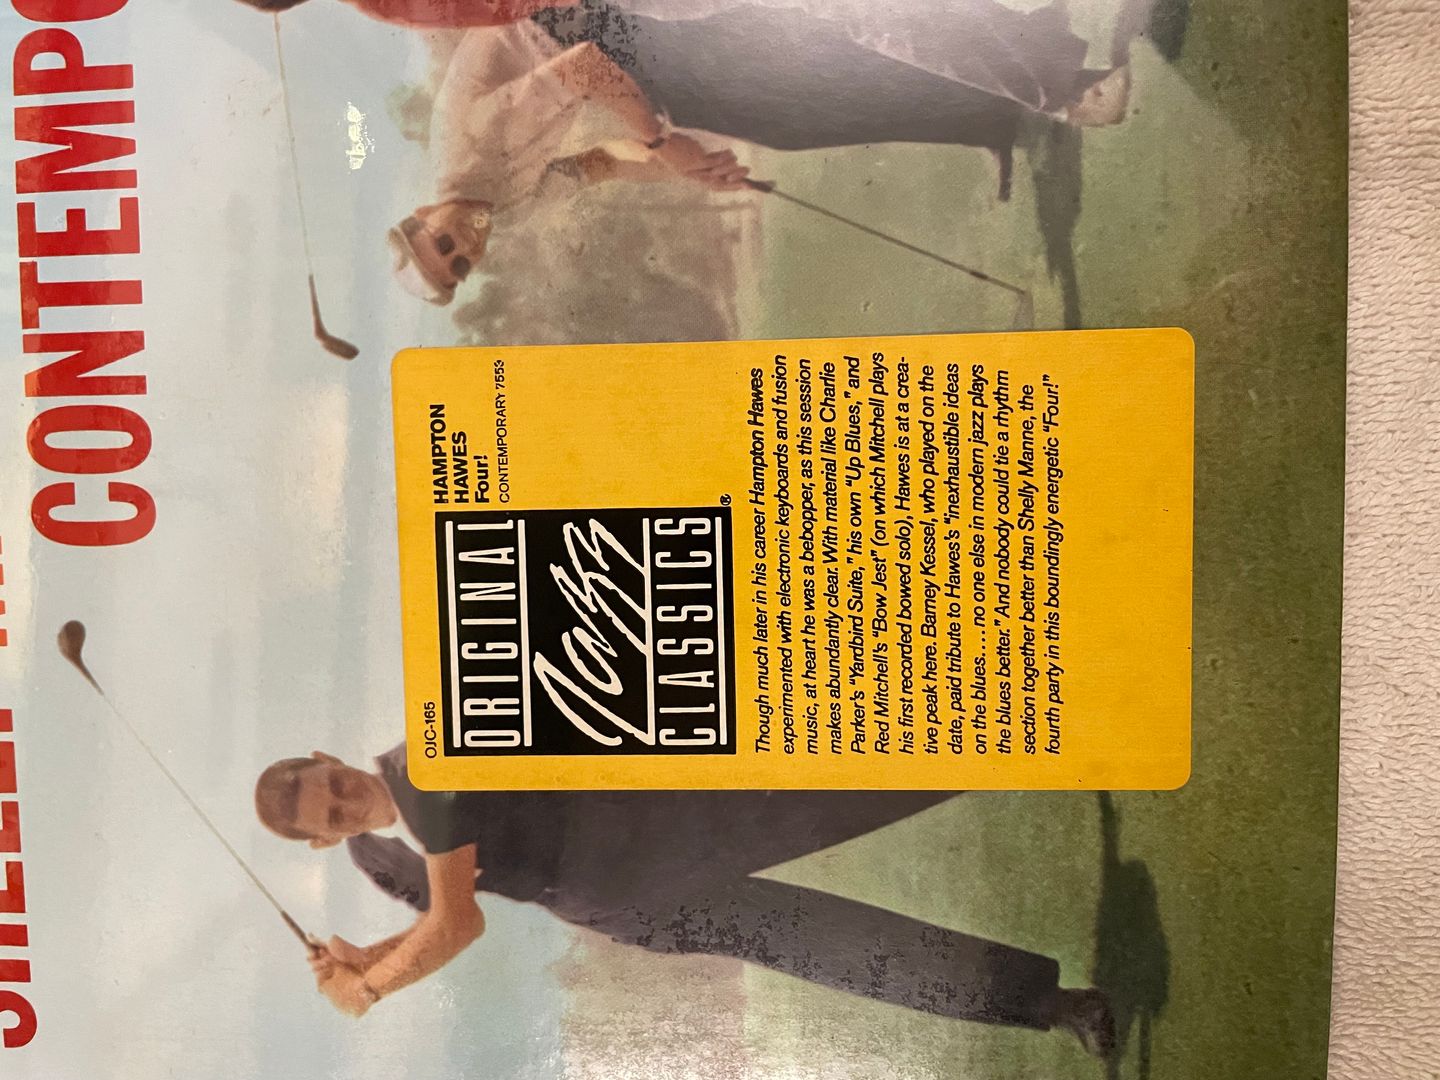 CONTEMPO
OJC-165
ORIGINAL
Jazz
CLASSICS
®
HAMPTON
HAWES
Four!
CONTEMPORARY 7553
Though much later in his career Hampton Hawes
experimented with electronic keyboards and fusion
music, at heart he was a bebopper, as this session
makes abundantly clear. With material like Charlie
Parker's "Yardbird Suite," his own "Up Blues," and
Red Mitchell's "Bow Jest" (on which Mitchell plays
his first recorded bowed solo), Hawes is at a crea-
tive peak here. Barney Kessel, who played on the
date, paid tribute to Hawes's "inexhaustible ideas
on the blues.... no one else in modern jazz plays
the blues better." And nobody could tie a rhythm
section together better than Shelly Manne, the
fourth party in this boundingly energetic "Four!"